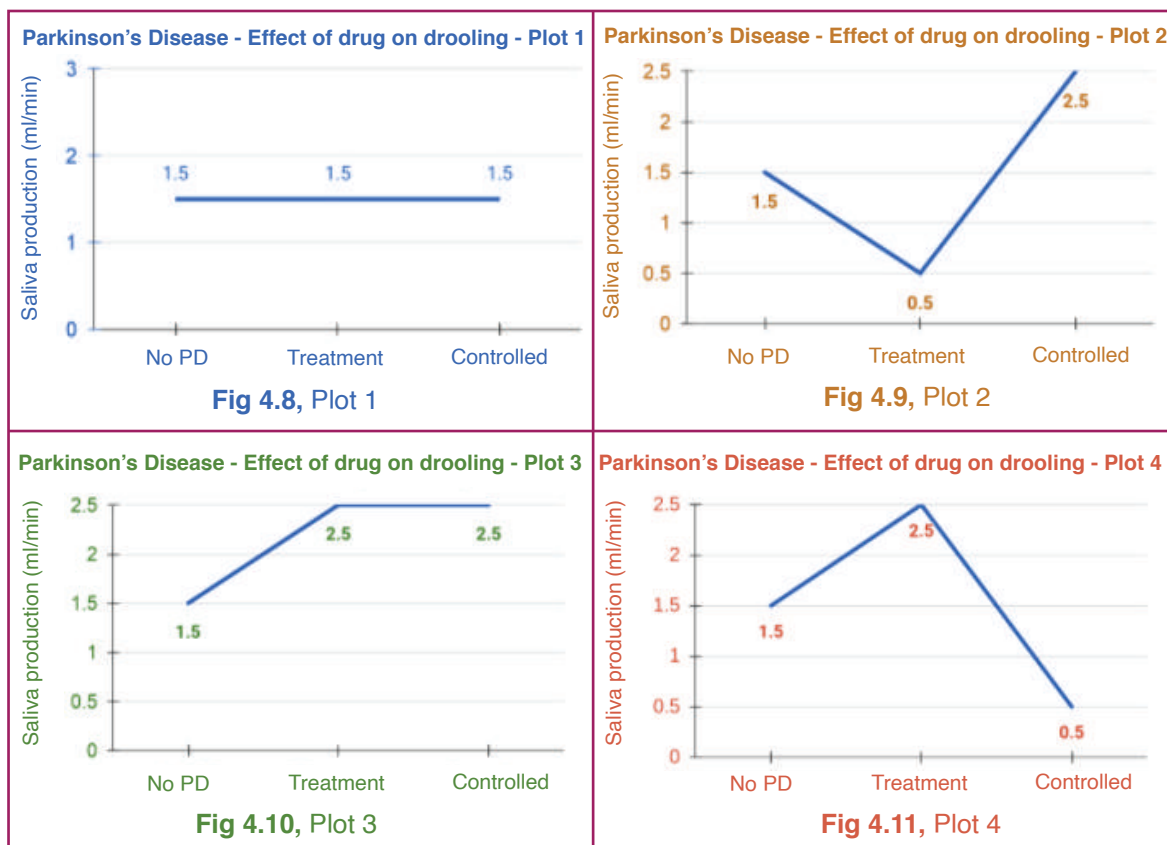 Parkinson's Disease - Effect of drug on drooling - Plot 1
Saliva production (ml/min)
3
2
1
0
1.5
1.5
1.5
No PD
Treatment
Controlled
Fig 4.8, Plot 1
Parkinson's Disease - Effect of drug on drooling - Plot 2
Saliva production (ml/min)
2.5
2
1.5
1
0.5
0
1.5
0.5
2.5
No PD
Treatment
Controlled
Fig 4.9, Plot 2
Parkinson's Disease - Effect of drug on drooling - Plot 3
Saliva production (ml/min)
2.5
2
1.5
1
0.5
0
1.5
2.5
2.5
No PD
Treatment
Controlled
Fig 4.10, Plot 3
Parkinson's Disease - Effect of drug on drooling - Plot 4
Saliva production (ml/min)
2.5
2
1.5
1
0.5
0
1.5
2.5
0.5
No PD
Treatment
Controlled
Fig 4.11, Plot 4